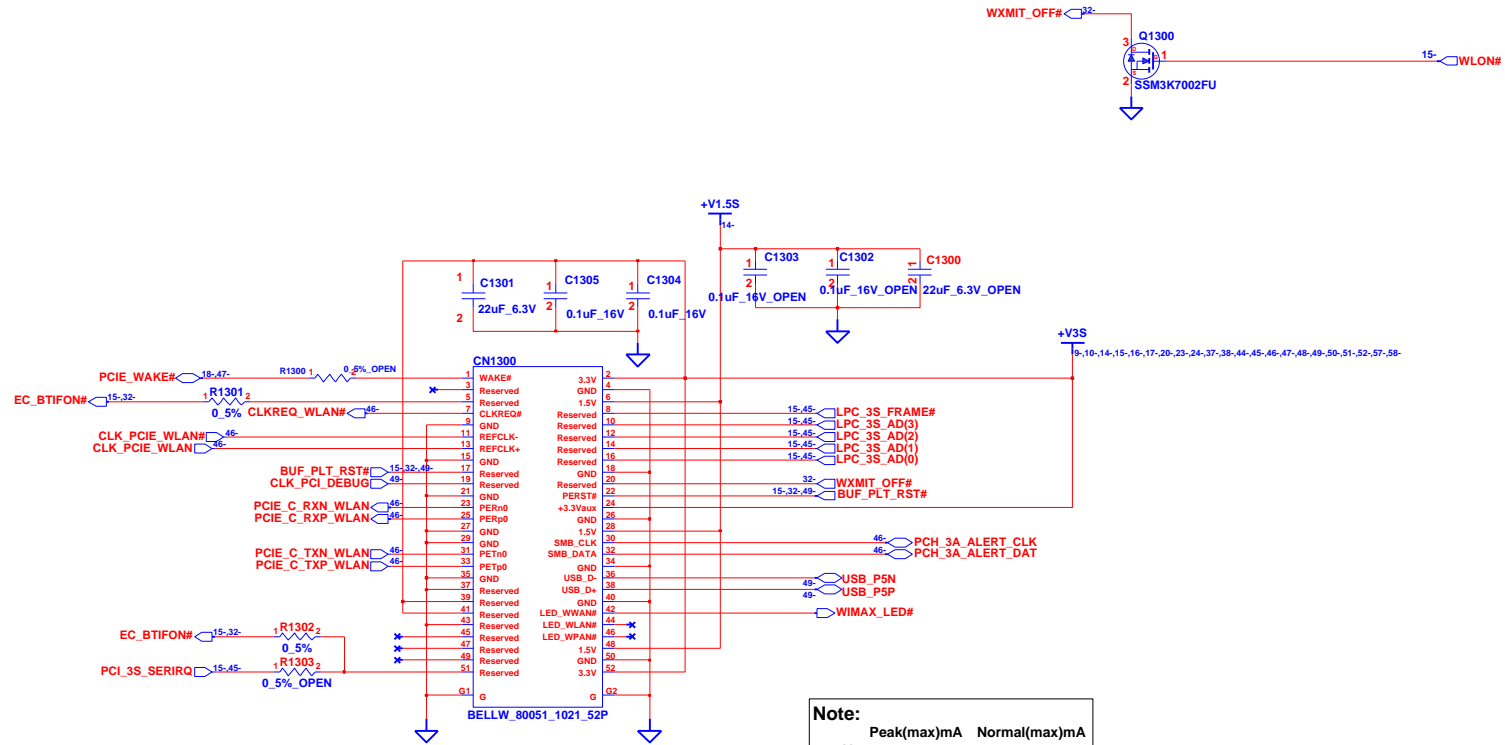 WXMIT_OFF# 32-
Q1300
3
D
G
1
S
2
SSM3K7002FU
15- WLON#
+V1.5S
14-
1 C1301
22uF_6.3V
2
1 C1305
2
0.1uF_16V
1 C1304
2
0.1uF_16V
1 C1303
2
0.1uF_16V_OPEN
1 C1302
2
0.1uF_16V_OPEN
1 C1300
2
22uF_6.3V_OPEN
+V3S
9-,10-,14-,15-,16-,17-,20-,23-,24-,37-,38-,44-,45-,46-,47-,48-,49-,50-,51-,52-,57-,58-
CN1300
PCIE_WAKE# 18-,47- R1300 1 2 0_5%_OPEN 1 WAKE#
3 Reserved
EC_BTIFON# 15-,32- 1 R1301 2 0_5% 5 Reserved
CLKREQ_WLAN# 46- 7 CLKREQ#
9 GND
CLK_PCIE_WLAN# 46- 11 REFCLK-
CLK_PCIE_WLAN 46- 13 REFCLK+
15 GND
BUF_PLT_RST# 15-,32-,49- 17 Reserved
CLK_PCI_DEBUG 49- 19 Reserved
21 GND
PCIE_C_RXN_WLAN 46- 23 PERn0
PCIE_C_RXP_WLAN 46- 25 PERp0
27 GND
29 GND
PCIE_C_TXN_WLAN 46- 31 PETn0
PCIE_C_TXP_WLAN 46- 33 PETp0
35 GND
37 Reserved
39 Reserved
41 Reserved
43 Reserved
EC_BTIFON# 15-,32- 1 R1302 2 0_5% 45 Reserved
47 Reserved
49 Reserved
PCI_3S_SERIRQ 15-,45- 1 R1303 2 0_5%_OPEN 51 Reserved
G1 G
3.3V 2
GND 4
1.5V 6
Reserved 8 15-,45- LPC_3S_FRAME#
Reserved 10 15-,45- LPC_3S_AD(3)
Reserved 12 15-,45- LPC_3S_AD(2)
Reserved 14 15-,45- LPC_3S_AD(1)
Reserved 16 15-,45- LPC_3S_AD(0)
GND 18
Reserved 20 32- WXMIT_OFF#
PERST# 22 15-,32-,49- BUF_PLT_RST#
+3.3Vaux 24
GND 26
1.5V 28
SMB_CLK 30 46- PCH_3A_ALERT_CLK
SMB_DATA 32 46- PCH_3A_ALERT_DAT
GND 34
USB_D- 36 49- USB_P5N
USB_D+ 38 49- USB_P5P
GND 40
LED_WWAN# 42 WIMAX_LED#
LED_WLAN# 44
LED_WPAN# 46
1.5V 48
GND 50
3.3V 52
G G2
BELLW_80051_1021_52P
Note:
Peak(max)mA Normal(max)mA